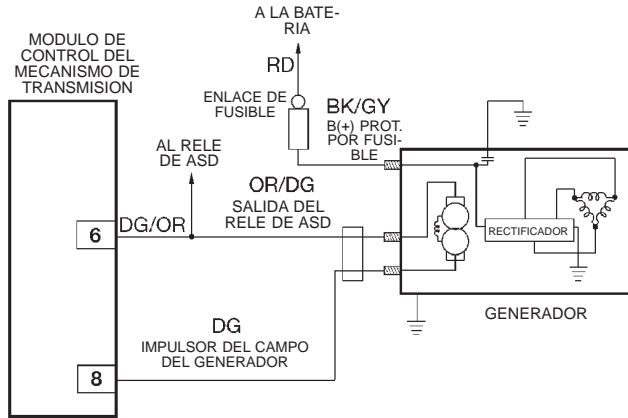 A LA BATE-
RIA
MODULO DE
CONTROL DEL
MECANISMO DE
TRANSMISION
RD
ENLACE DE
FUSIBLE
BK/GY
B(+) PROT.
POR FUSI-
BLE
AL RELE
DE ASD
OR/DG
SALIDA DEL
RELE DE ASD
6
DG/OR
RECTIFICADOR
GENERADOR
DG
IMPULSOR DEL CAMPO
DEL GENERADOR
8